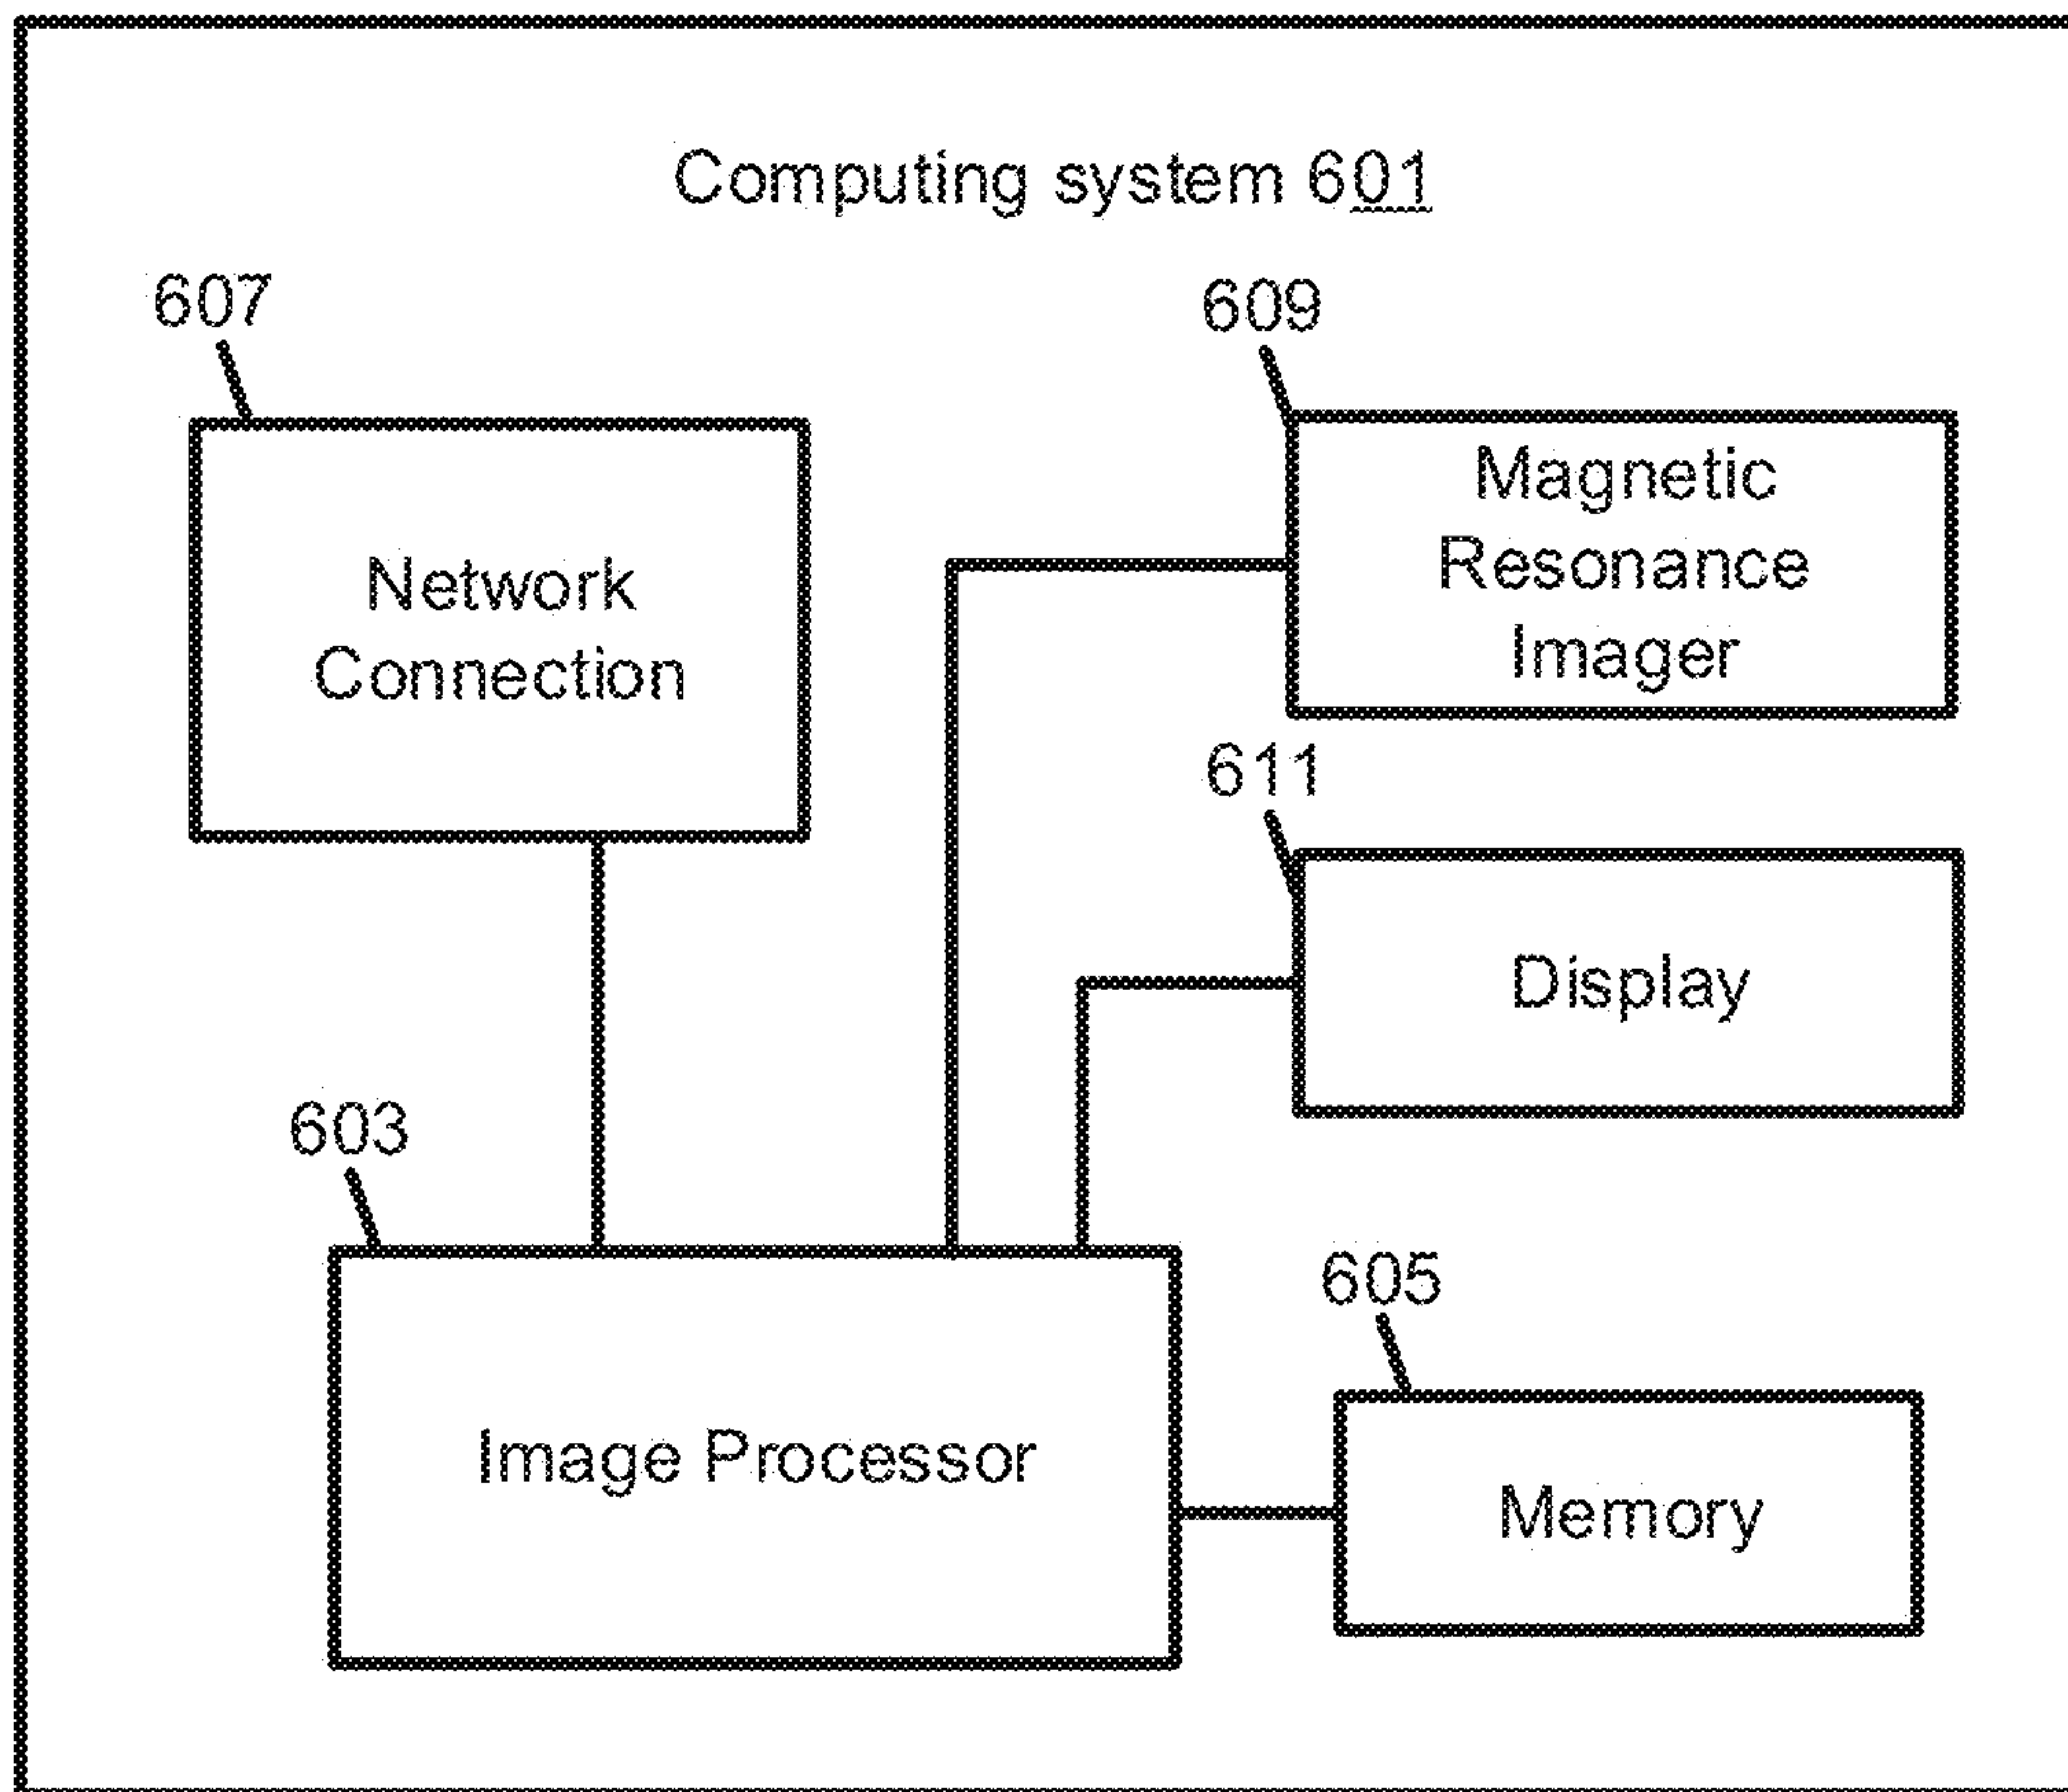 Computing system 601
607
609
Network
Connection
Magnetic
Resonance
Imager
611
Display
603
605
Image Processor
Memory